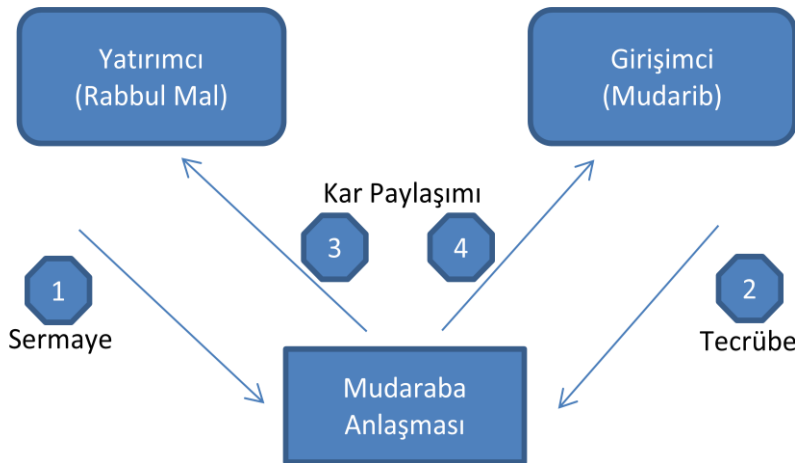 Yatırımcı
(Rabbul Mal)
Girişimci
(Mudarib)
Kar Paylaşımı
3
4
1
2
Sermaye
Tecrübe
Mudaraba
Anlaşması